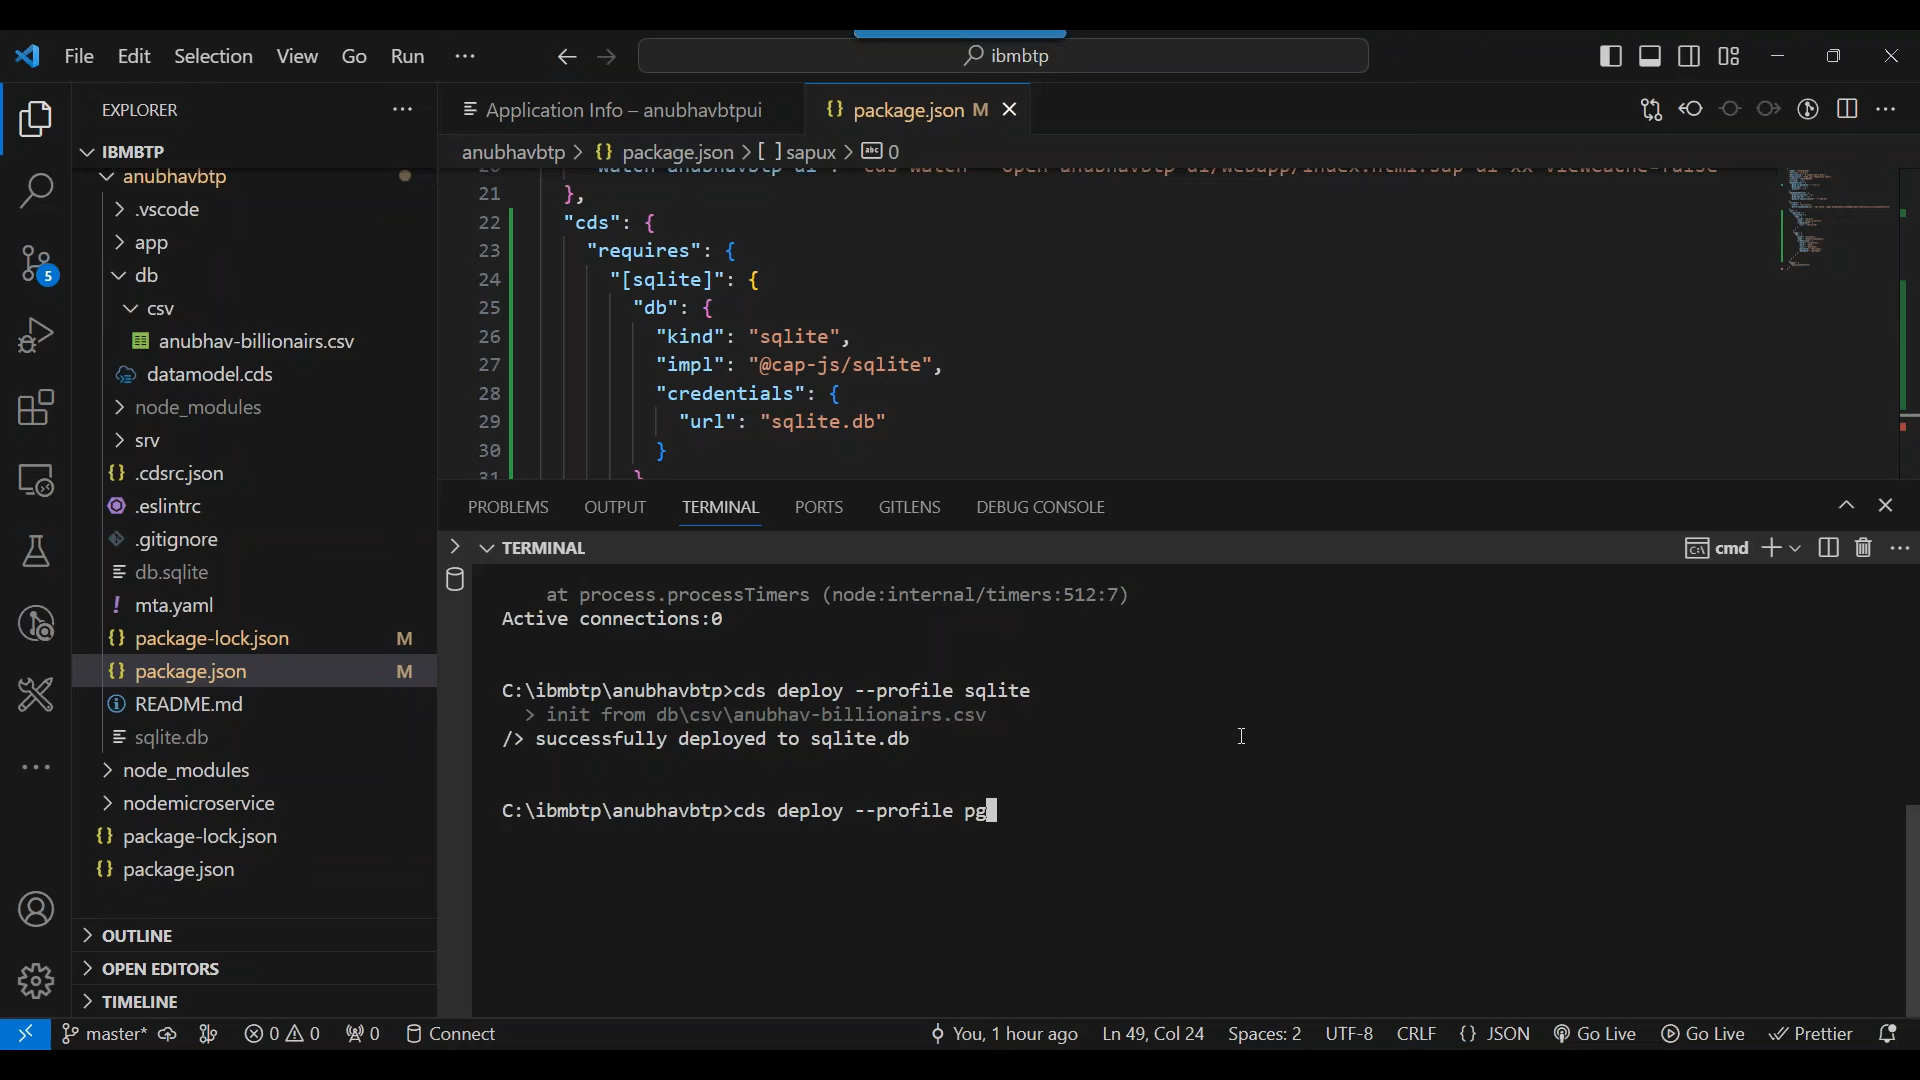 File Edit Selection View Go Run ··· ibmbtp
EXPLORER
IBMBTP
anubhavbtp
.vscode
app
db
csv
anubhav-billionairs.csv
datamodel.cds
node_modules
srv
.cdsrc.json
.eslintrc
.gitignore
db.sqlite
mta.yaml
package-lock.json M
package.json M
README.md
sqlite.db
node_modules
nodemicroservice
package-lock.json
package.json
OUTLINE
OPEN EDITORS
TIMELINE
5
Application Info – anubhavbtpui
package.json M
anubhavbtp > {} package.json > [ ] sapux > abc 0
21 },
22 "cds": {
23 "requires": {
24 "[sqlite]": {
25 "db": {
26 "kind": "sqlite",
27 "impl": "@cap-js/sqlite",
28 "credentials": {
29 "url": "sqlite.db"
30 }
31 }
PROBLEMS OUTPUT TERMINAL PORTS GITLENS DEBUG CONSOLE
TERMINAL cmd
at process.processTimers (node:internal/timers:512:7)
Active connections:0
C:\ibmbtp\anubhavbtp>cds deploy --profile sqlite
> init from db\csv\anubhav-billionairs.csv
/> successfully deployed to sqlite.db
C:\ibmbtp\anubhavbtp>cds deploy --profile pg
master* 0 0 0 Connect You, 1 hour ago Ln 49, Col 24 Spaces: 2 UTF-8 CRLF {} JSON Go Live Go Live Prettier